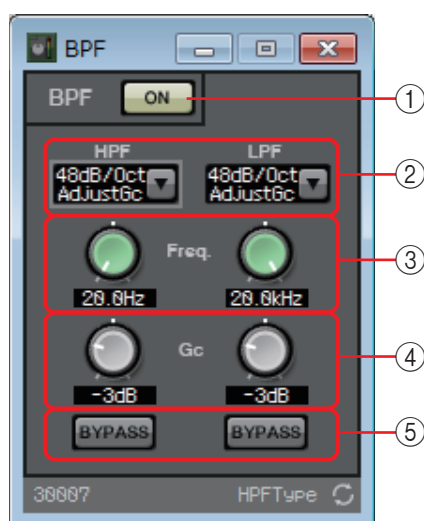 BPF
BPF ON ①
HPF LPF
48dB/Oct 48dB/Oct ②
AdJustGc AdJustGc
Freq. ③
20.0Hz 20.0kHz
Gc ④
-3dB -3dB
BYPASS BYPASS ⑤
30007 HPFType